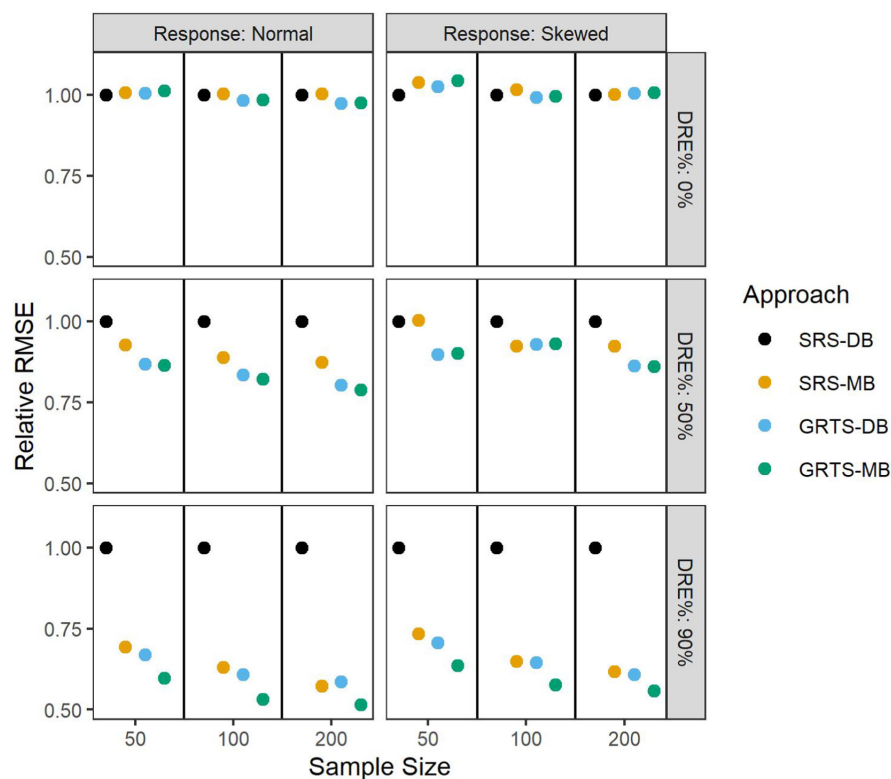 Response: Normal
Response: Skewed
1.00
0.75
0.50
DRE%: 0%
1.00
0.75
0.50
DRE%: 50%
1.00
0.75
0.50
DRE%: 90%
50
100
200
50
100
200
Relative RMSE
Sample Size
Approach
SRS-DB
SRS-MB
GRTS-DB
GRTS-MB